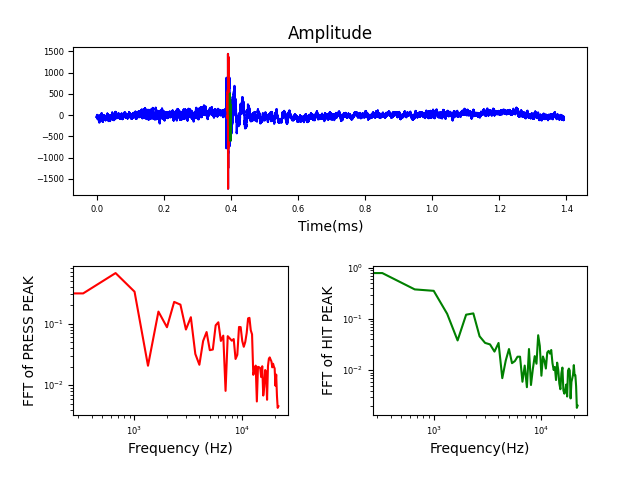 Amplitude
1500
1000
500
0
−500
−1000
−1500
0.0 0.2 0.4 0.6 0.8 1.0 1.2 1.4
Time(ms)
FFT of PRESS PEAK
10⁻¹
10⁻²
10³ 10⁴
Frequency (Hz)
FFT of HIT PEAK
10⁰
10⁻¹
10⁻²
10³ 10⁴
Frequency(Hz)